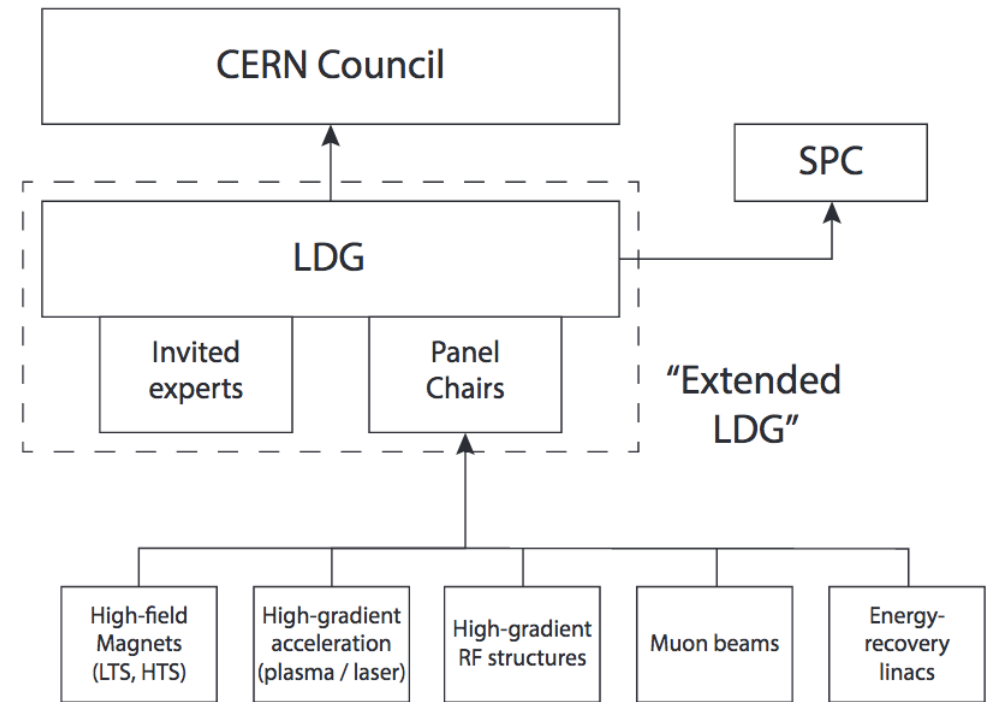 CERN Council
SPC
LDG
Invited
experts
Panel
Chairs
“Extended
LDG”
High-field
Magnets
(LTS, HTS)
High-gradient
acceleration
(plasma / laser)
High-gradient
RF structures
Muon beams
Energy-
recovery
linacs